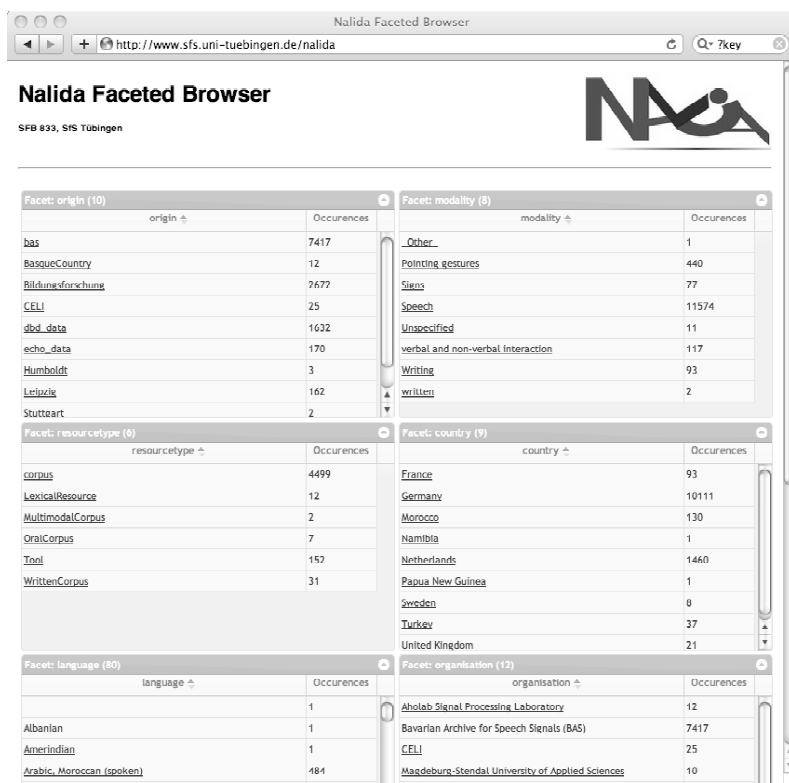 Nalida Faceted Browser
http://www.sfs.uni-tuebingen.de/nalida
?key
Nalida Faceted Browser
NALIDA
SFB 833, SfS Tübingen
Facet: origin (10)
origin Occurences
bas 7417
BasqueCountry 12
Bildungsforschung 2672
CELI 25
dbd_data 1632
echo_data 170
Humboldt 3
Leipzig 162
Stuttgart 2
Facet: modality (8)
modality Occurences
_Other_ 1
Pointing gestures 440
Signs 77
Speech 11574
Unspecified 11
verbal and non-verbal interaction 117
Writing 93
written 2
Facet: resourcetype (6)
resourcetype Occurences
corpus 4499
LexicalResource 12
MultimodalCorpus 2
OralCorpus 7
Tool 152
WrittenCorpus 31
Facet: country (9)
country Occurences
France 93
Germany 10111
Morocco 130
Namibia 1
Netherlands 1460
Papua New Guinea 1
Sweden 8
Turkey 37
United Kingdom 21
Facet: language (80)
language Occurences
1
Albanian 1
Amerindian 1
Arabic, Moroccan (spoken) 484
Facet: organisation (12)
organisation Occurences
Aholab Signal Processing Laboratory 12
Bavarian Archive for Speech Signals (BAS) 7417
CELI 25
Magdeburg-Stendal University of Applied Sciences 10